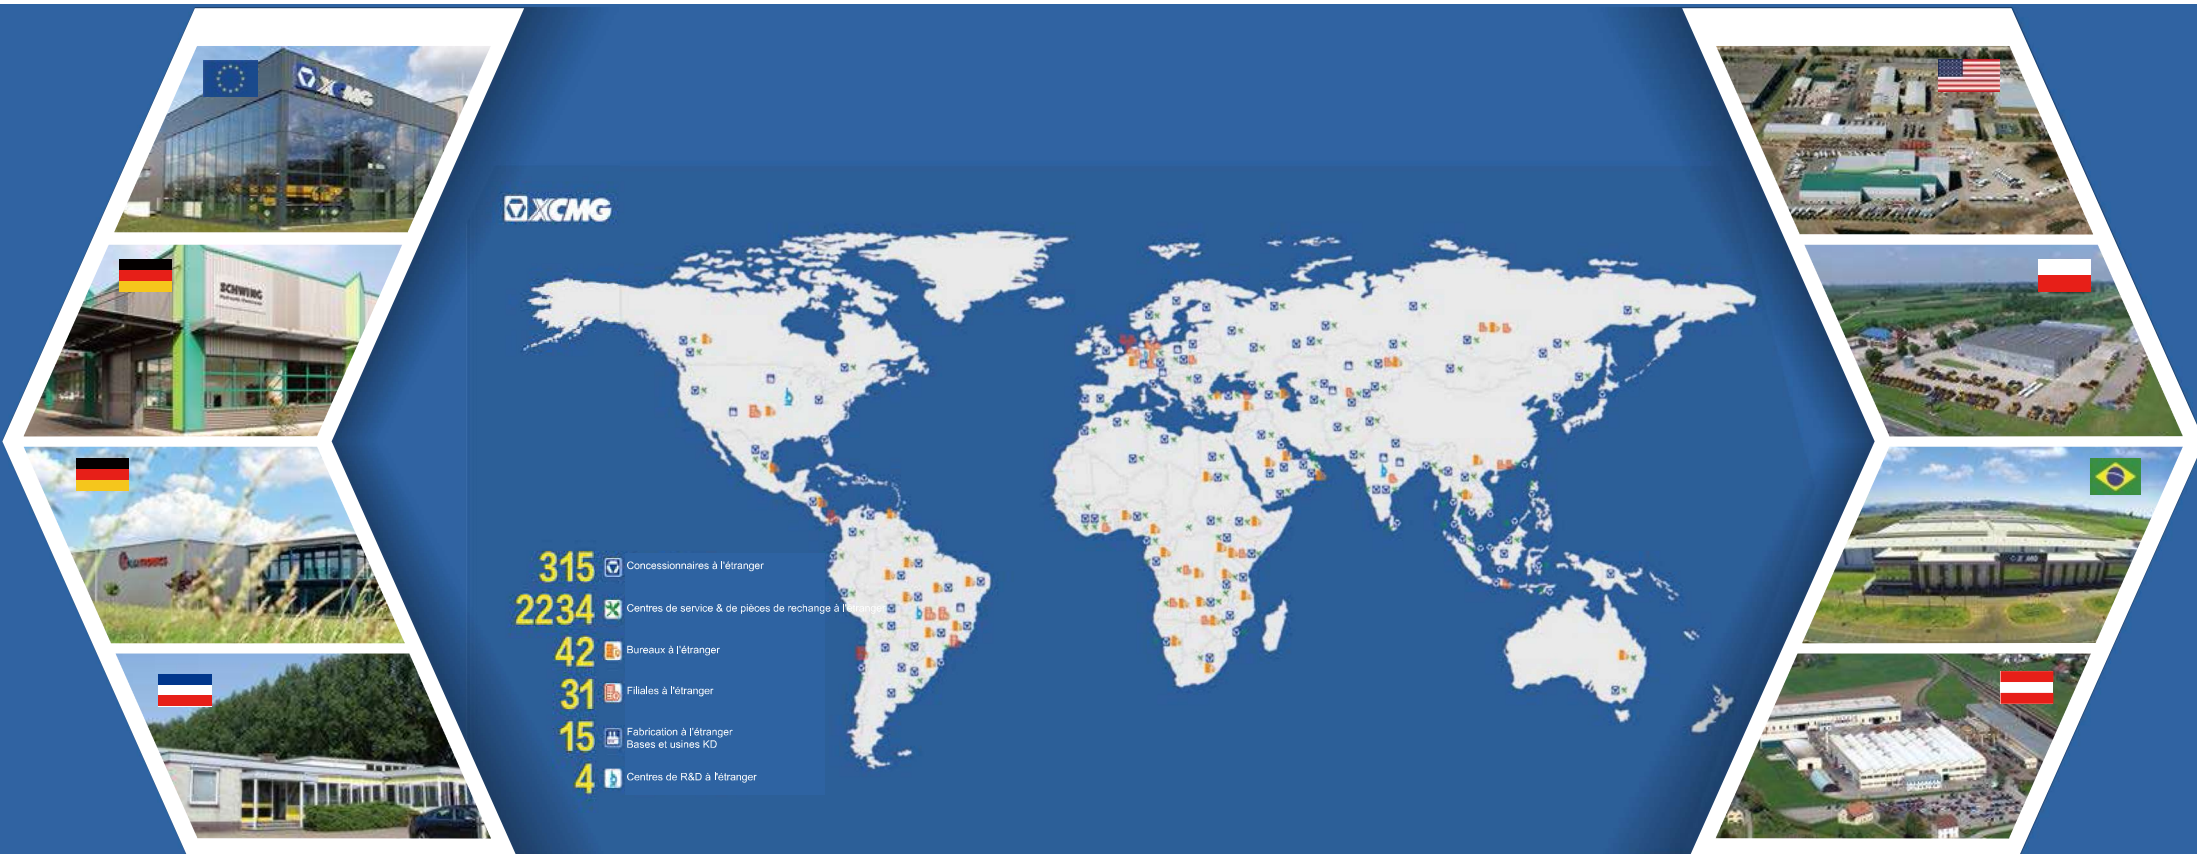 XCMG
SCHWING
XCMG
315 Concessionnaires à l'étranger
2234 Centres de service & de pièces de rechange à l'étranger
42 Bureaux à l'étranger
31 Filiales à l'étranger
15 Fabrication à l'étranger
Bases et usines KD
4 Centres de R&D à l'étranger